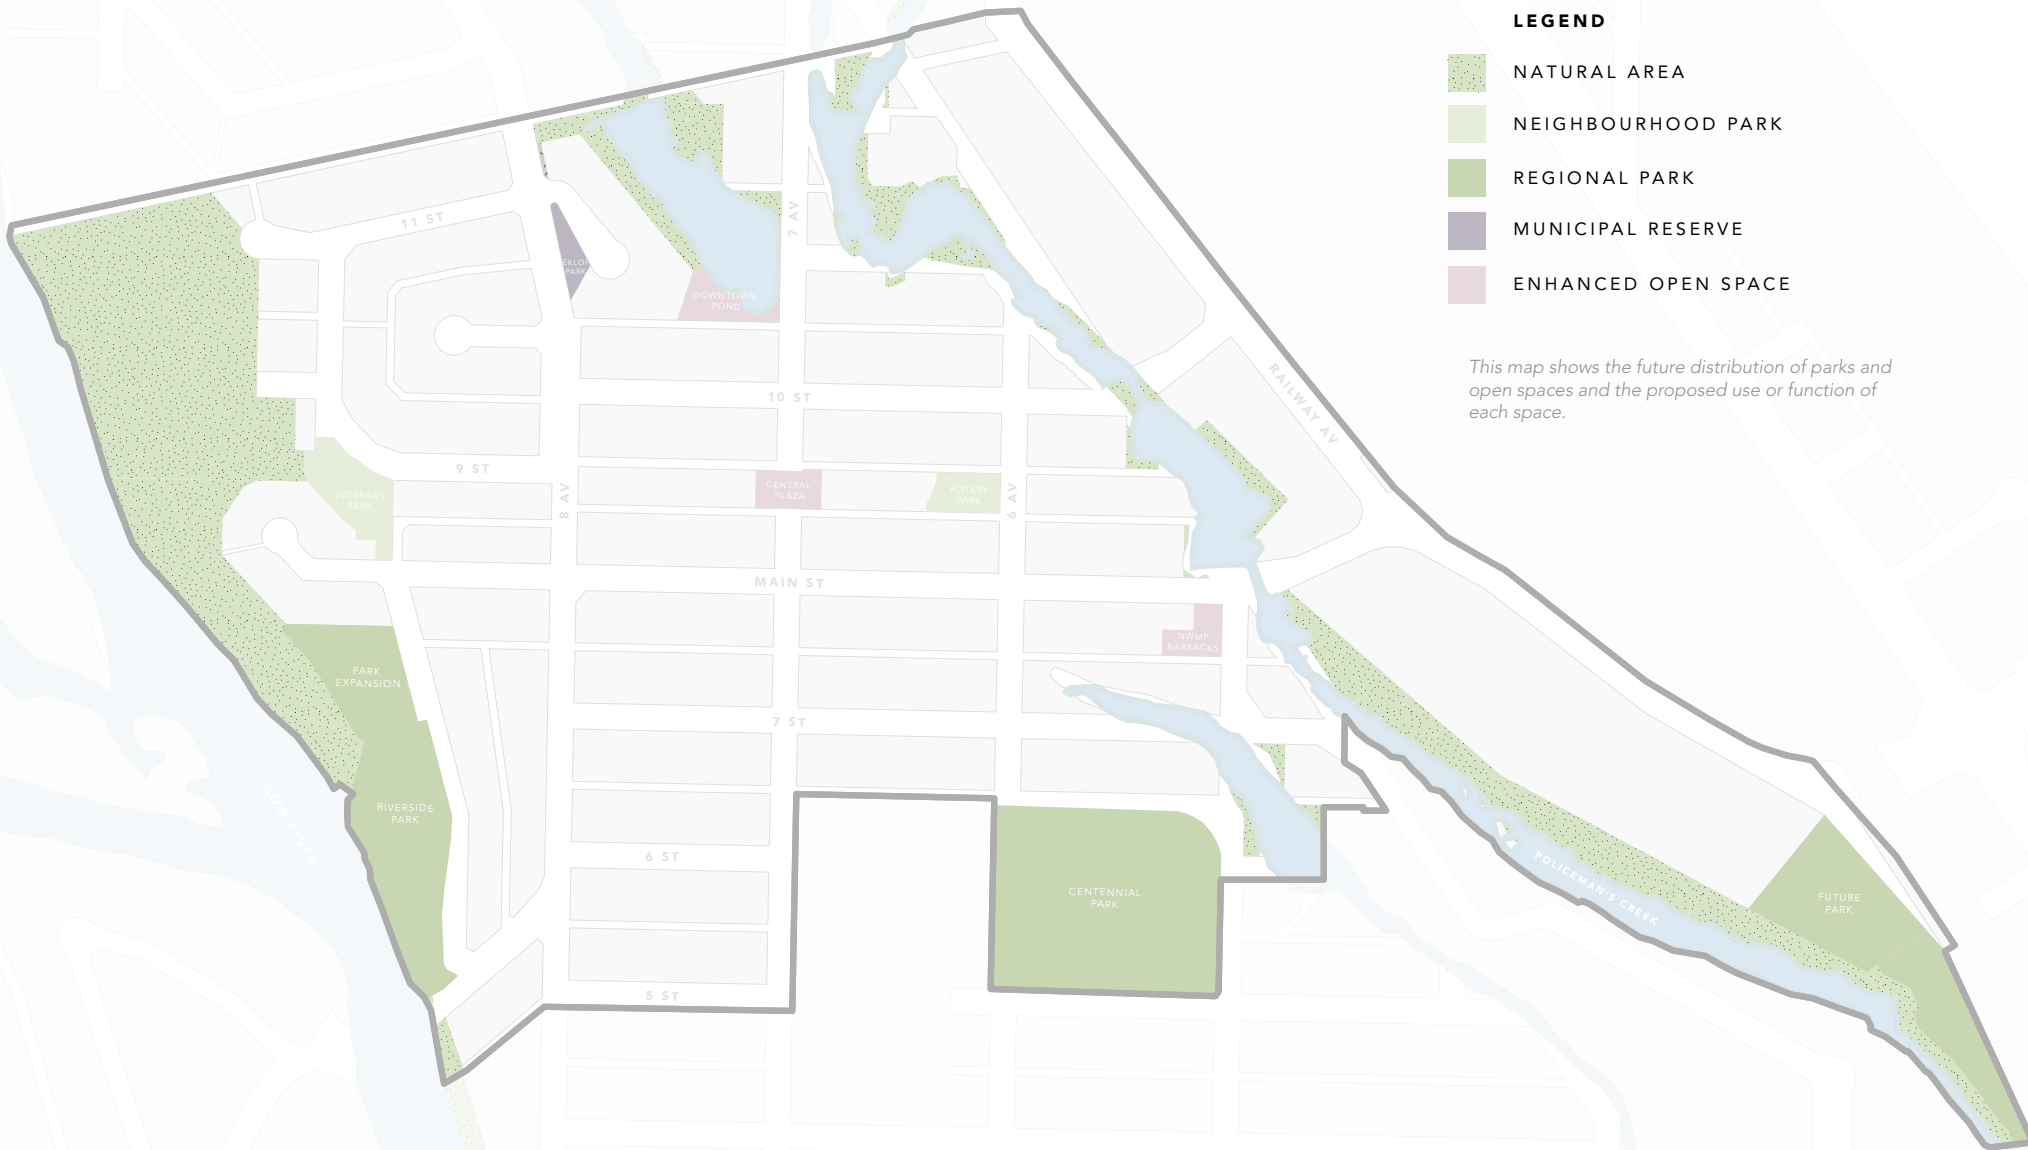 LEGEND
NATURAL AREA
NEIGHBOURHOOD PARK
REGIONAL PARK
MUNICIPAL RESERVE
ENHANCED OPEN SPACE
This map shows the future distribution of parks and
open spaces and the proposed use or function of
each space.
11 ST
7 AV
PARK
DOWNTOWN
POND
10 ST
RAILWAY AV
9 ST
8 AV
VETERANS
PARK
CENTRAL
PLAZA
ROTARY
PARK
6 AV
MAIN ST
NWMP
BARRACKS
PARK
EXPANSION
7 ST
BOW RIVER
RIVERSIDE
PARK
6 ST
CENTENNIAL
PARK
POLICEMAN'S CREEK
FUTURE
PARK
5 ST